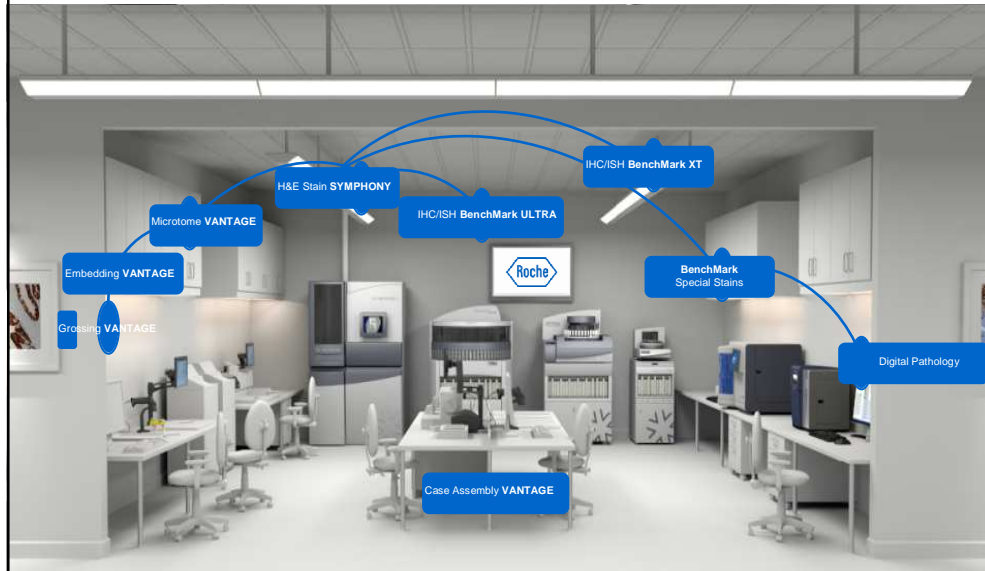 IHC/ISH BenchMark XT
H&E Stain SYMPHONY
IHC/ISH BenchMark ULTRA
Microtome VANTAGE
Embedding VANTAGE
BenchMark
Special Stains
Roche
Grossing VANTAGE
Digital Pathology
Case Assembly VANTAGE